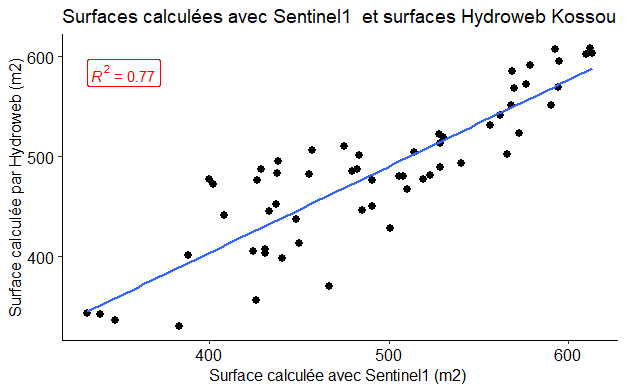 Surfaces calculées avec Sentinel1  et surfaces Hydroweb Kossou
R² = 0.77
600
500
400
Surface calculée par Hydroweb (m2)
400
500
600
Surface calculée avec Sentinel1 (m2)